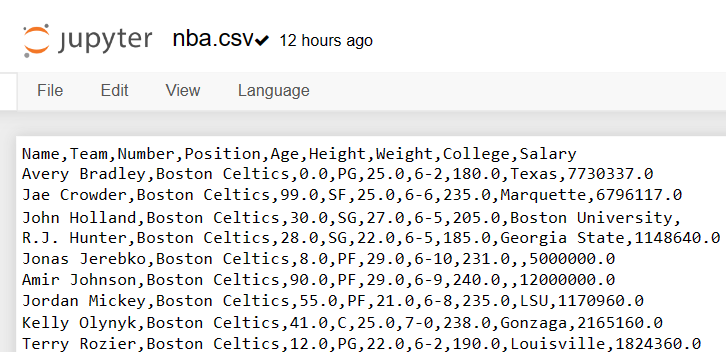 jupyter nba.csv✔ 12 hours ago
File Edit View Language
Name,Team,Number,Position,Age,Height,Weight,College,Salary
Avery Bradley,Boston Celtics,0.0,PG,25.0,6-2,180.0,Texas,7730337.0
Jae Crowder,Boston Celtics,99.0,SF,25.0,6-6,235.0,Marquette,6796117.0
John Holland,Boston Celtics,30.0,SG,27.0,6-5,205.0,Boston University,
R.J. Hunter,Boston Celtics,28.0,SG,22.0,6-5,185.0,Georgia State,1148640.0
Jonas Jerebko,Boston Celtics,8.0,PF,29.0,6-10,231.0,,5000000.0
Amir Johnson,Boston Celtics,90.0,PF,29.0,6-9,240.0,,12000000.0
Jordan Mickey,Boston Celtics,55.0,PF,21.0,6-8,235.0,LSU,1170960.0
Kelly Olynyk,Boston Celtics,41.0,C,25.0,7-0,238.0,Gonzaga,2165160.0
Terry Rozier,Boston Celtics,12.0,PG,22.0,6-2,190.0,Louisville,1824360.0